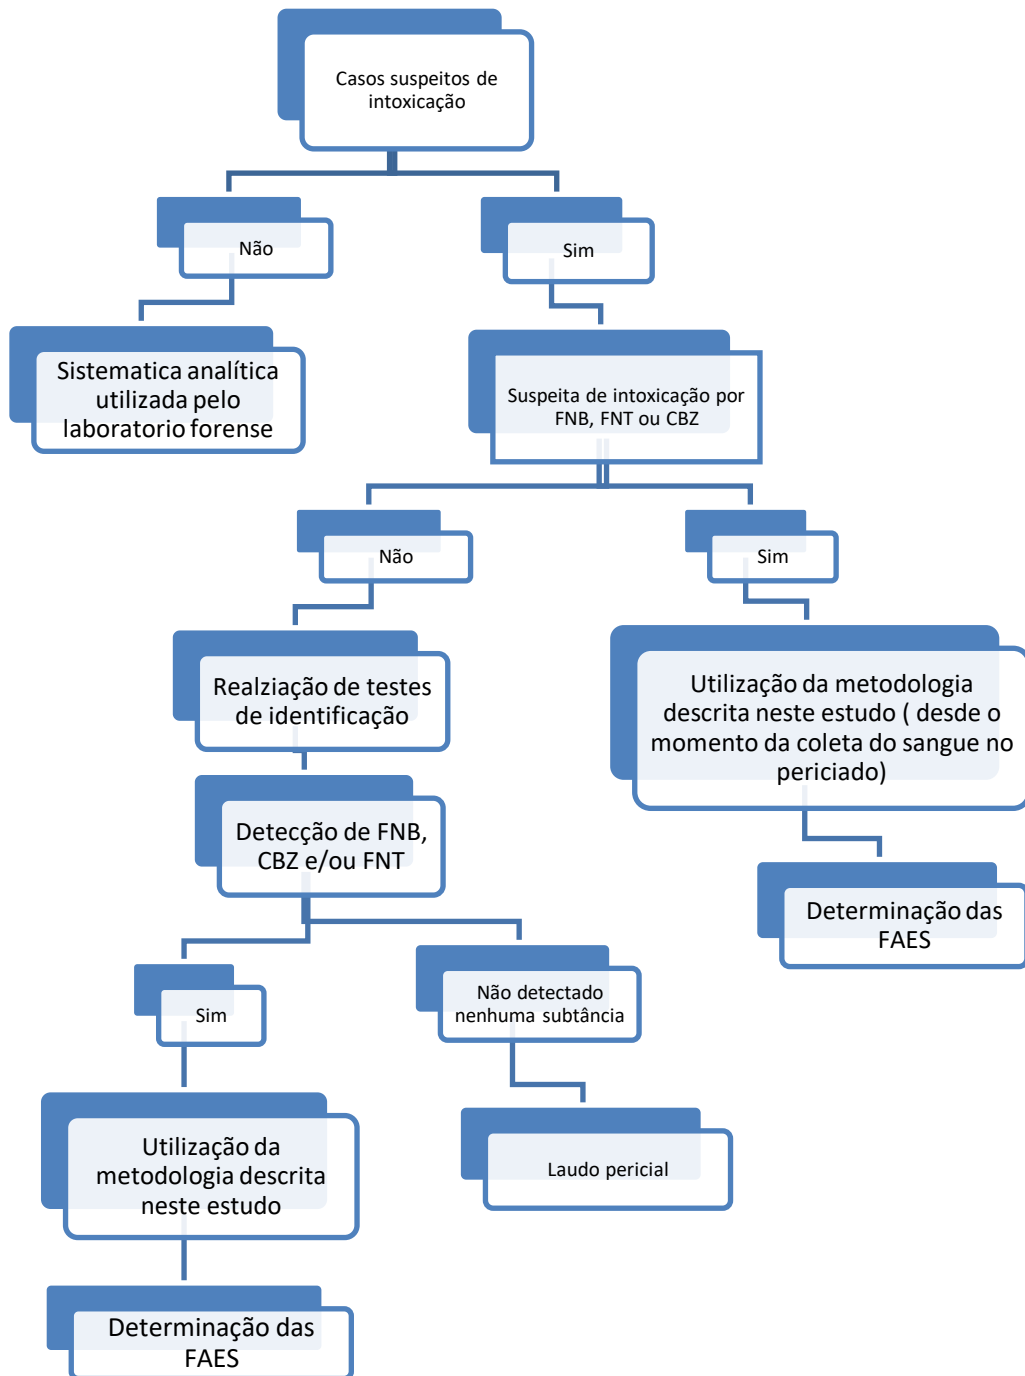 Casos suspeitos de
intoxicação
Não
Sim
Sistematica analítica
utilizada pelo
laboratorio forense
Suspeita de intoxicação por
FNB, FNT ou CBZ
Não
Sim
Realziação de testes
de identificação
Utilização da metodologia
descrita neste estudo ( desde o
momento da coleta do sangue no
periciado)
Detecção de FNB,
CBZ e/ou FNT
Determinação das
FAES
Sim
Não detectado
nenhuma subtância
Utilização da
metodologia descrita
neste estudo
Laudo pericial
Determinação das
FAES